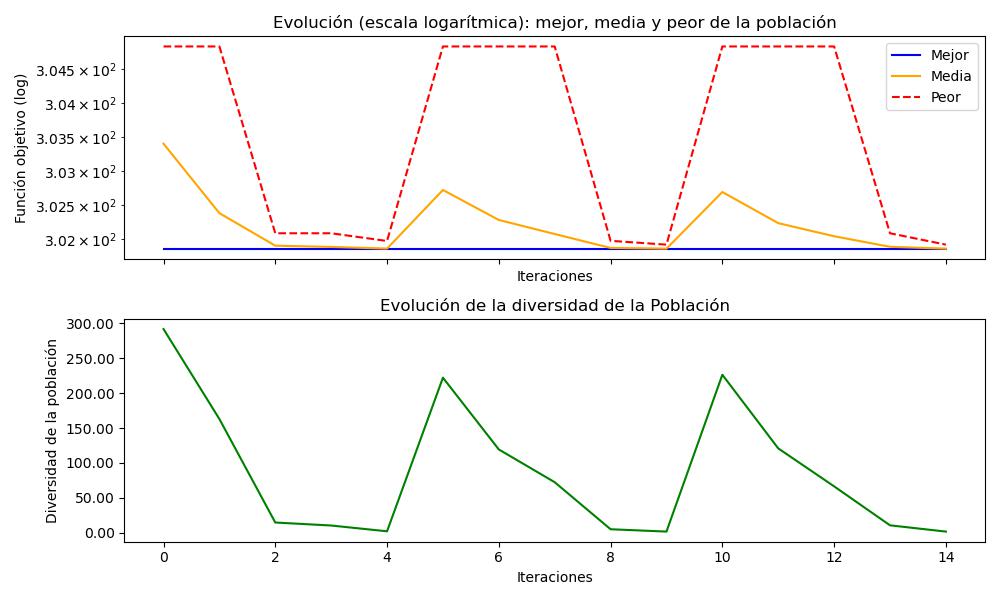 Evolución (escala logarítmica): mejor, media y peor de la población
Función objetivo (log)
3.045 × 10²
3.04 × 10²
3.035 × 10²
3.03 × 10²
3.025 × 10²
3.02 × 10²
Mejor
Media
Peor
Iteraciones
Evolución de la diversidad de la Población
Diversidad de la población
300.00
250.00
200.00
150.00
100.00
50.00
0.00
0 2 4 6 8 10 12 14
Iteraciones